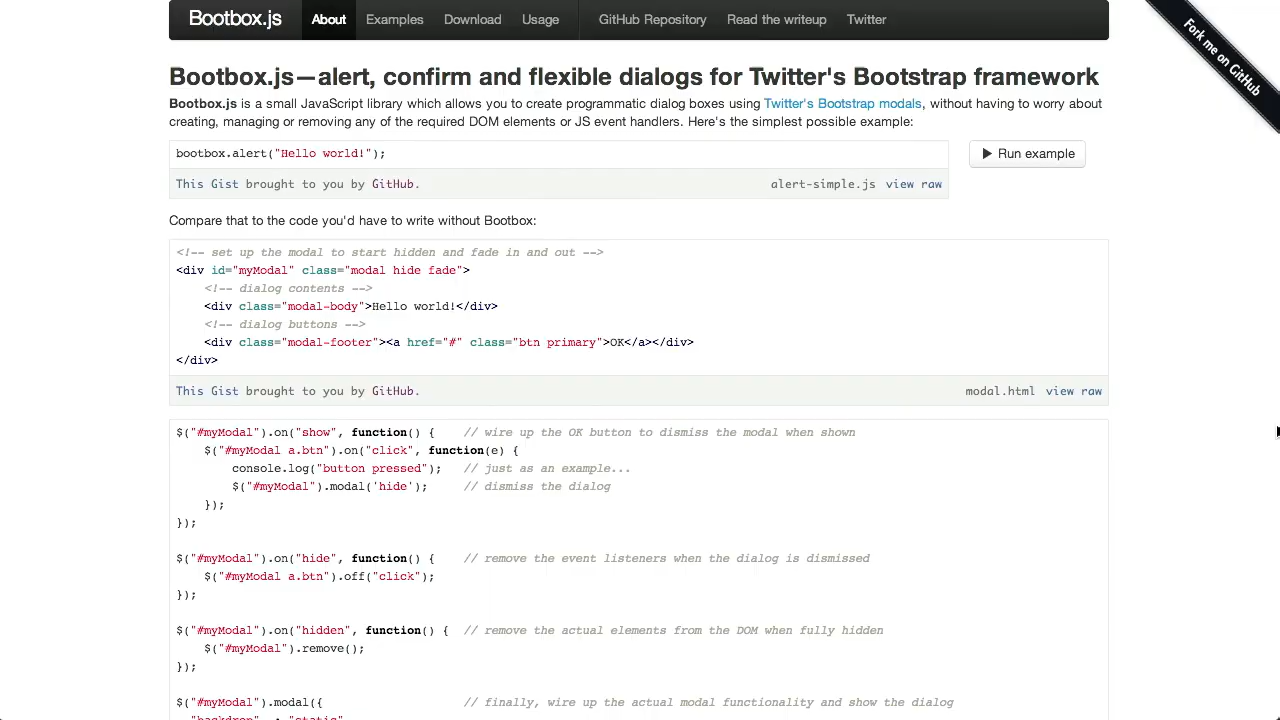 Bootbox.js About Examples Download Usage GitHub Repository Read the writeup Twitter
Fork me on GitHub
Bootbox.js—alert, confirm and flexible dialogs for Twitter's Bootstrap framework
Bootbox.js is a small JavaScript library which allows you to create programmatic dialog boxes using Twitter's Bootstrap modals, without having to worry about
creating, managing or removing any of the required DOM elements or JS event handlers. Here's the simplest possible example:
bootbox.alert("Hello world!");
▶ Run example
This Gist brought to you by GitHub. alert-simple.js view raw
Compare that to the code you'd have to write without Bootbox:
<!-- set up the modal to start hidden and fade in and out -->
<div id="myModal" class="modal hide fade">
    <!-- dialog contents -->
    <div class="modal-body">Hello world!</div>
    <!-- dialog buttons -->
    <div class="modal-footer"><a href="#" class="btn primary">OK</a></div>
</div>
This Gist brought to you by GitHub. modal.html view raw
$("#myModal").on("show", function() {    // wire up the OK button to dismiss the modal when shown
    $("#myModal a.btn").on("click", function(e) {
        console.log("button pressed");   // just as an example...
        $("#myModal").modal('hide');     // dismiss the dialog
    });
});
$("#myModal").on("hide", function() {    // remove the event listeners when the dialog is dismissed
    $("#myModal a.btn").off("click");
});
$("#myModal").on("hidden", function() {  // remove the actual elements from the DOM when fully hidden
    $("#myModal").remove();
});
$("#myModal").modal({                    // finally, wire up the actual modal functionality and show the dialog
  "backdrop"  : "static",